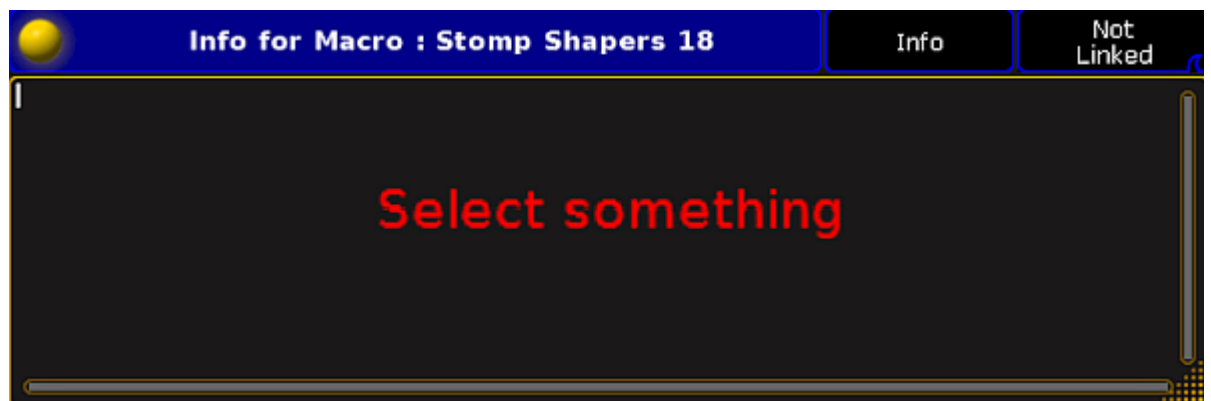 Info for Macro : Stomp Shapers 18
Info
Not
Linked
Select something